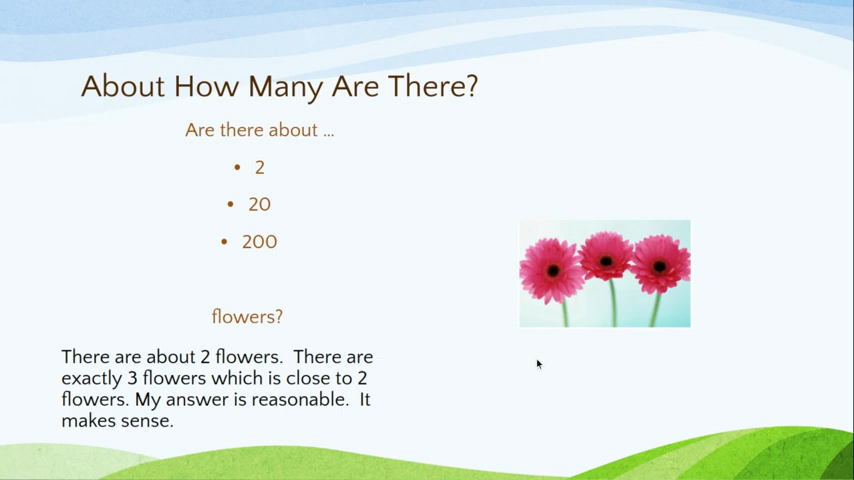 About How Many Are There?
Are there about ...
• 2
• 20
• 200
flowers?
There are about 2 flowers.  There are
exactly 3 flowers which is close to 2
flowers. My answer is reasonable.  It
makes sense.